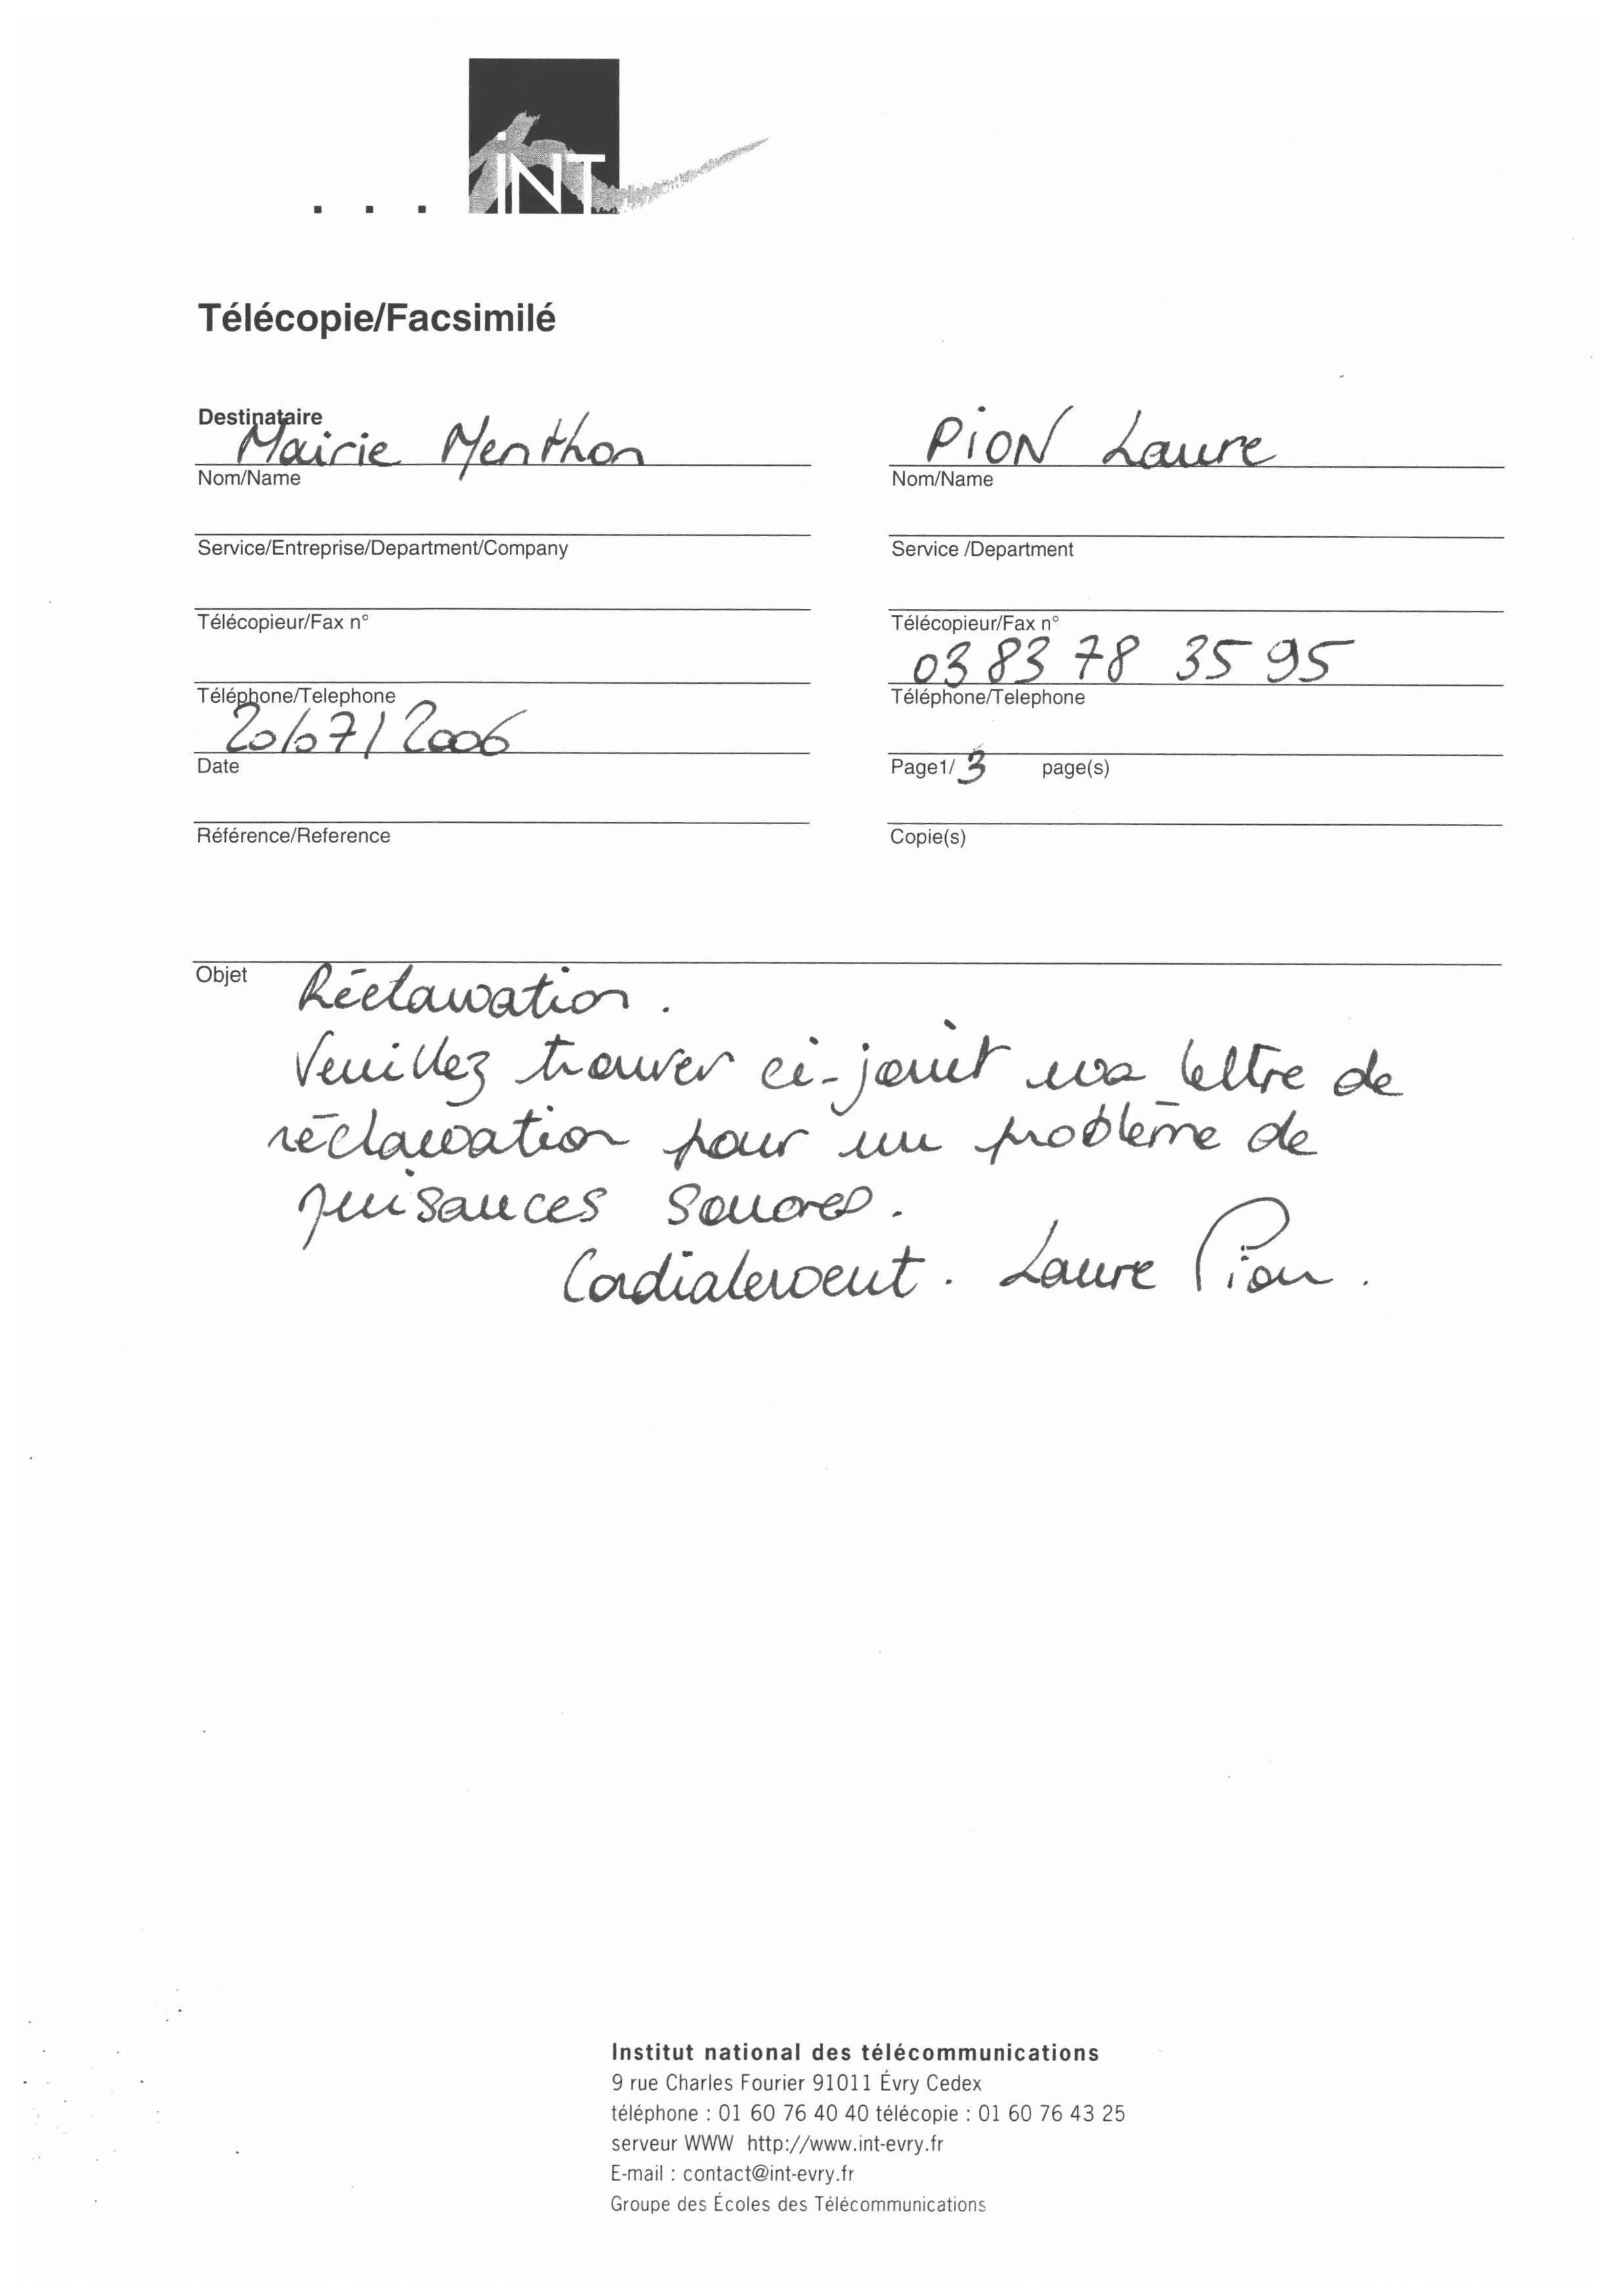 iNT
Télécopie/Facsimilé
Destinataire
Mairie Menthon
Nom/Name
PiON Laure
Nom/Name
Service/Entreprise/Department/Company
Service /Department
Télécopieur/Fax n°
Télécopieur/Fax n°
03 83 78 35 95
Téléphone/Telephone
Téléphone/Telephone
20/07/2006
Date
Page1/ 3 page(s)
Référence/Reference
Copie(s)
Objet Réclamation.
Veuillez trouver ci-joint ma lettre de
réclamation pour un problème de
nuisances sonores.
Cordialement. Laure Pion.
Institut national des télécommunications
9 rue Charles Fourier 91011 Évry Cedex
téléphone : 01 60 76 40 40 télécopie : 01 60 76 43 25
serveur WWW http://www.int-evry.fr
E-mail : contact@int-evry.fr
Groupe des Écoles des Télécommunications